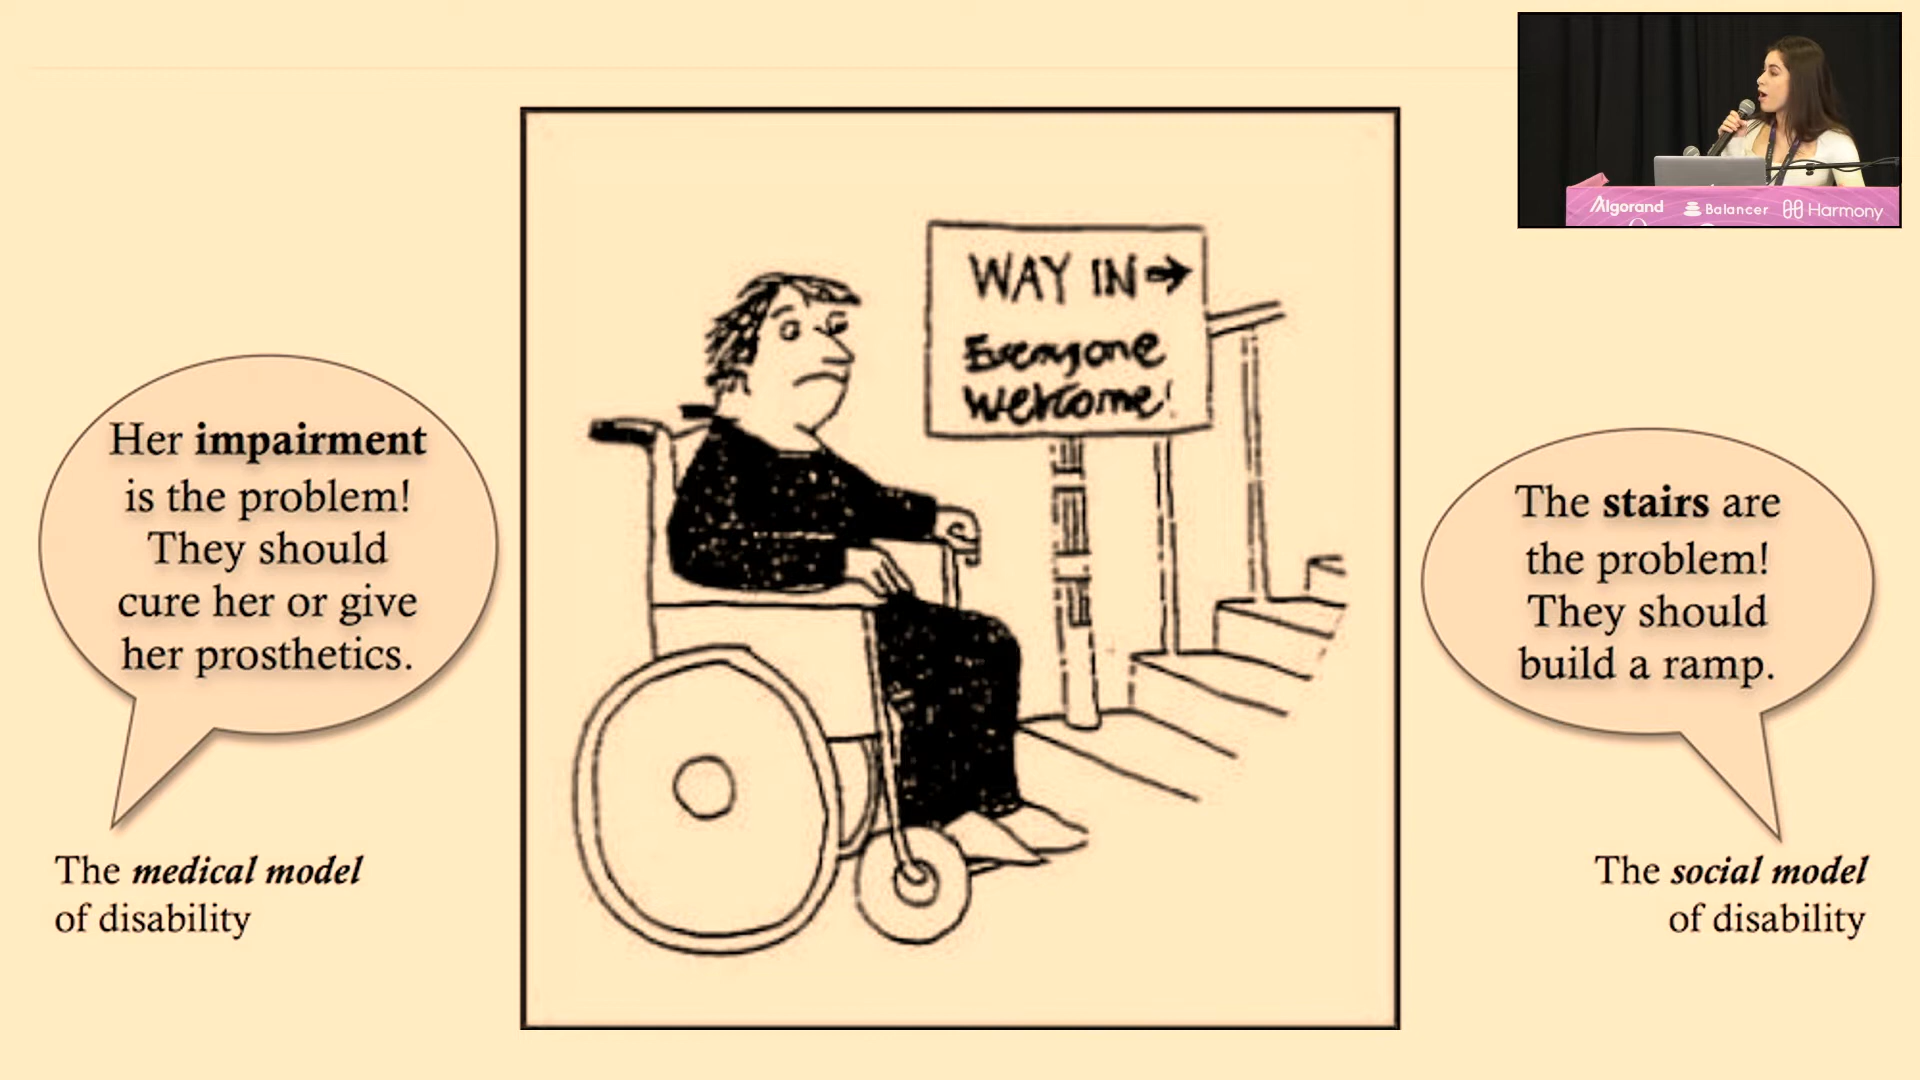 Her impairment
is the problem!
They should
cure her or give
her prosthetics.
The medical model
of disability
WAY IN→
Everyone
Welcome!
The stairs are
the problem!
They should
build a ramp.
The social model
of disability
Algorand Balancer Harmony